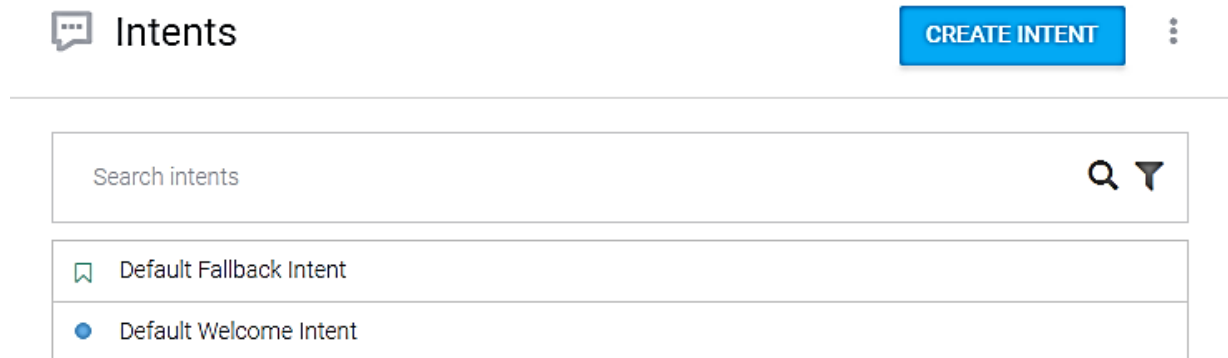 Intents
CREATE INTENT
Search intents
Default Fallback Intent
Default Welcome Intent